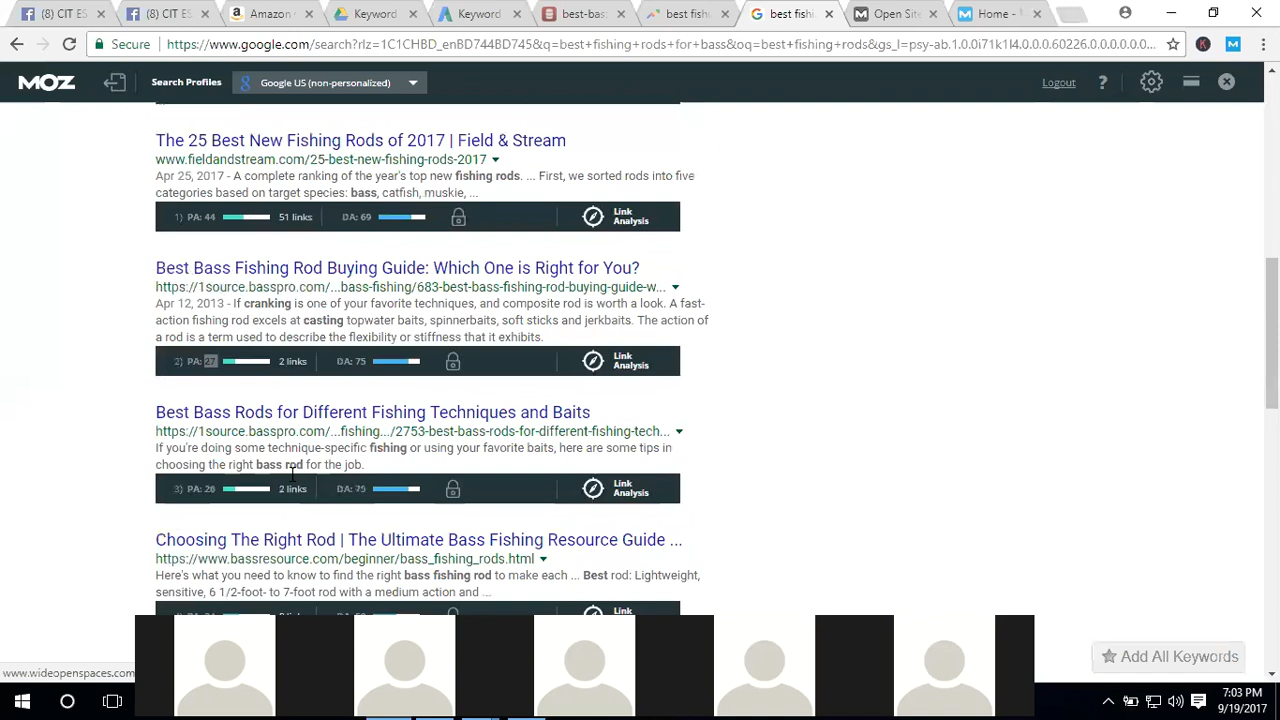 (8) CIT ES
(8) CIT ES
Amazon
Keyword
Keyword
best-bas
best fish
best fishi
Open Site
Home -
Secure
https://www.google.com/search?rlz=1C1CHBD_enBD744BD745&q=best+fishing+rods+for+bass&oq=best+fishing+rods&gs_l=psy-ab.1.0.0i71k1l4.0.0.0.60226.0.0.0.0.0.0...
MOZ
Search Profiles
Google US (non-personalized)
Logout
?
The 25 Best New Fishing Rods of 2017 | Field & Stream
www.fieldandstream.com/25-best-new-fishing-rods-2017
Apr 25, 2017 - A complete ranking of the year's top new fishing rods. ... First, we sorted rods into five
categories based on target species: bass, catfish, muskie, ...
1) PA: 44 51 links DA: 69 Link Analysis
Best Bass Fishing Rod Buying Guide: Which One is Right for You?
https://1source.basspro.com/...bass-fishing/683-best-bass-fishing-rod-buying-guide-w...
Apr 12, 2013 - If cranking is one of your favorite techniques, and composite rod is worth a look. A fast-
action fishing rod excels at casting topwater baits, spinnerbaits, soft sticks and jerkbaits. The action of
a rod is a term used to describe the flexibility or stiffness that it exhibits.
2) PA: 27 2 links DA: 75 Link Analysis
Best Bass Rods for Different Fishing Techniques and Baits
https://1source.basspro.com/...fishing.../2753-best-bass-rods-for-different-fishing-tech...
If you're doing some technique-specific fishing or using your favorite baits, here are some tips in
choosing the right bass rod for the job.
3) PA: 26 2 links DA: 75 Link Analysis
Choosing The Right Rod | The Ultimate Bass Fishing Resource Guide ...
https://www.bassresource.com/beginner/bass_fishing_rods.html
Here's what you need to know to find the right bass fishing rod to make each ... Best rod: Lightweight,
sensitive, 6 1/2-foot- to 7-foot rod with a medium action and ...
Link
Add All Keywords
www.wideopenspaces.com
7:03 PM
9/19/2017